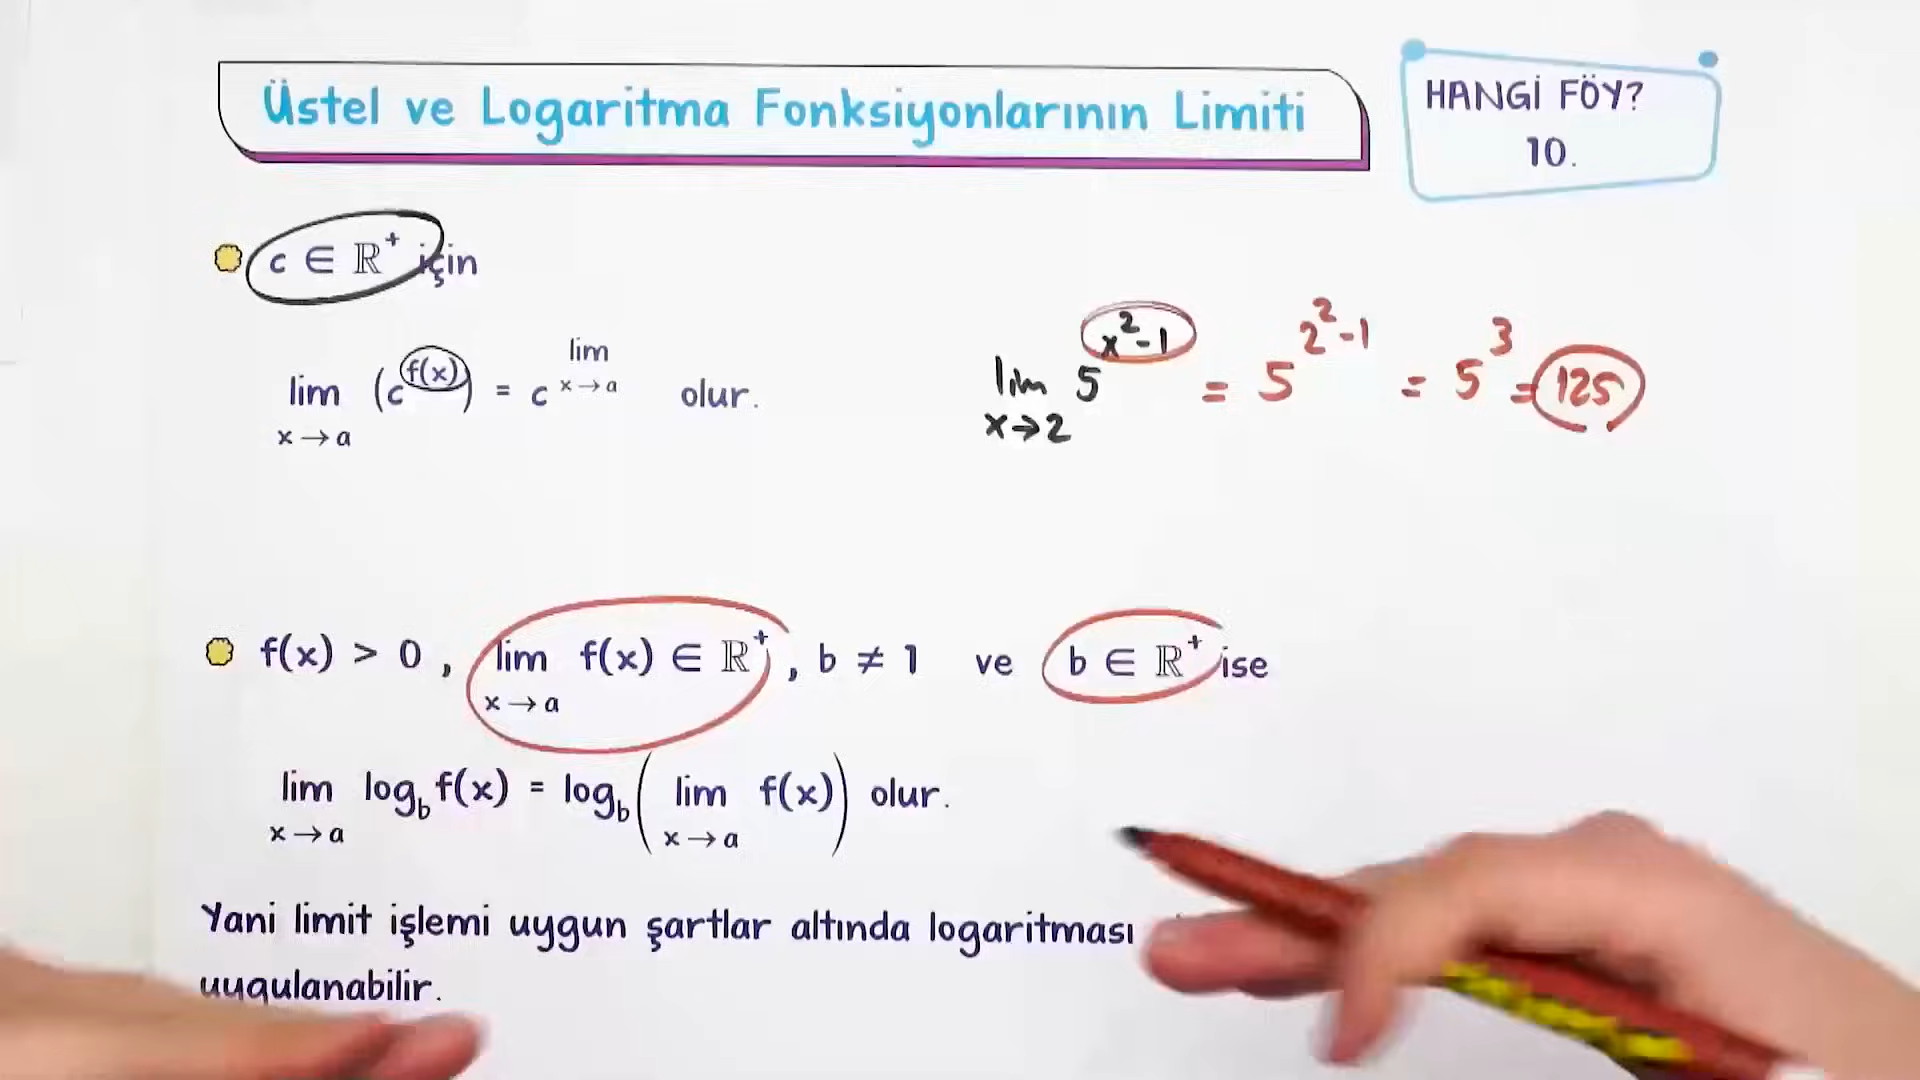 Üstel ve Logaritma Fonksiyonlarının Limiti
HANGİ FÖY?
10.
c ∈ ℝ⁺ için
lim (c^f(x)) = c^lim olur.
x→a x→a
lim 5^(x²-1) = 5^(2²-1) = 5³ = 125
x→2
f(x) > 0, lim f(x) ∈ ℝ⁺, b ≠ 1 ve b ∈ ℝ⁺ ise
x→a
lim log_b f(x) = log_b ( lim f(x) ) olur.
x→a x→a
Yani limit işlemi uygun şartlar altında logaritması
uygulanabilir.